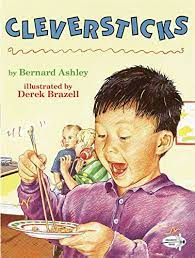 CLEVERSTICKS
by Bernard Ashley
illustrated by
Derek Brazell